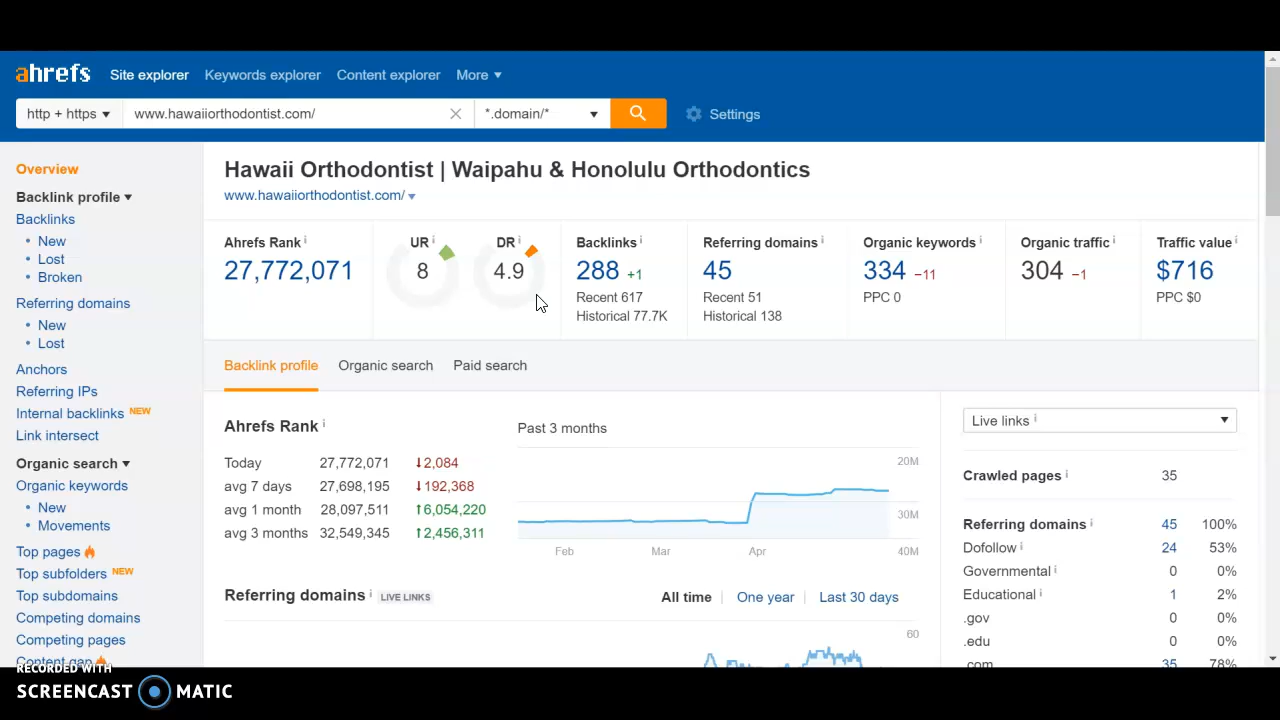 ahrefs Site explorer Keywords explorer Content explorer More
http + https www.hawaiiorthodontist.com/ *.domain/* Settings
Overview
Backlink profile
Backlinks
New
Lost
Broken
Referring domains
New
Lost
Anchors
Referring IPs
Internal backlinks NEW
Link intersect
Organic search
Organic keywords
New
Movements
Top pages
Top subfolders NEW
Top subdomains
Competing domains
Competing pages
Content gap
Hawaii Orthodontist | Waipahu & Honolulu Orthodontics
www.hawaiiorthodontist.com/
Ahrefs Rank
27,772,071
UR
8
DR
4.9
Backlinks
288 +1
Recent 617
Historical 77.7K
Referring domains
45
Recent 51
Historical 138
Organic keywords
334 −11
PPC 0
Organic traffic
304 −1
Traffic value
$716
PPC $0
Backlink profile Organic search Paid search
Ahrefs Rank
Today 27,772,071 ↓2,084
avg 7 days 27,698,195 ↓192,368
avg 1 month 28,097,511 ↑6,054,220
avg 3 months 32,549,345 ↑2,456,311
Past 3 months
20M
30M
40M
Feb Mar Apr
Referring domains LIVE LINKS
All time One year Last 30 days
60
Live links
Crawled pages 35
Referring domains 45 100%
Dofollow 24 53%
Governmental 0 0%
Educational 1 2%
.gov 0 0%
.edu 0 0%
.com 35 78%
RECORDED WITH
SCREENCAST MATIC